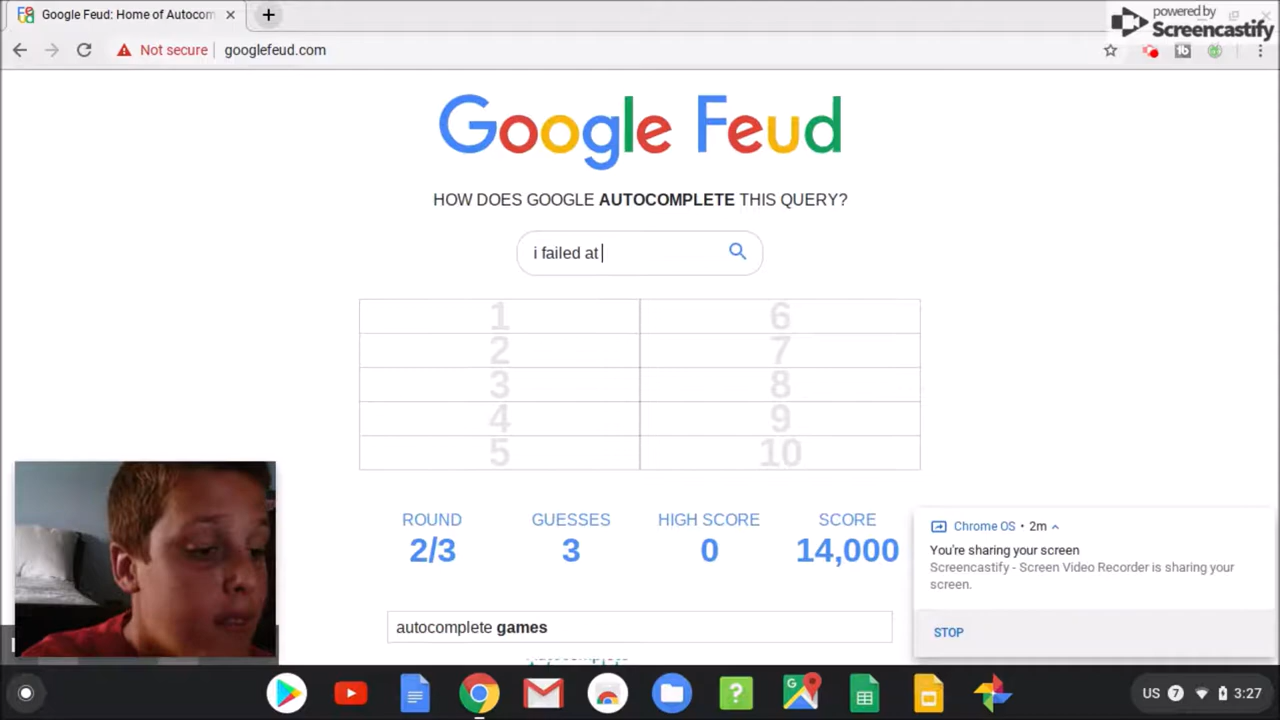 Google Feud: Home of Autocom
powered by
Screencastify
Not secure
googlefeud.com
Google Feud
HOW DOES GOOGLE AUTOCOMPLETE THIS QUERY?
i failed at
1 6
2 7
3 8
4 9
5 10
ROUND GUESSES HIGH SCORE SCORE
2/3 3 0 14,000
Chrome OS • 2m
You're sharing your screen
Screencastify - Screen Video Recorder is sharing your
screen.
STOP
autocomplete games
US 7 3:27